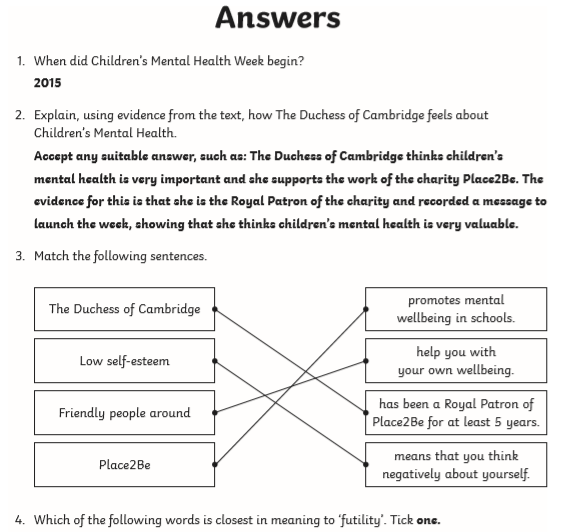 Answers
1. When did Children's Mental Health Week begin?
2015
2. Explain, using evidence from the text, how The Duchess of Cambridge feels about
Children's Mental Health.
Accept any suitable answer, such as: The Duchess of Cambridge thinks children's
mental health is very important and she supports the work of the charity Place2Be. The
evidence for this is that she is the Royal Patron of the charity and recorded a message to
launch the week, showing that she thinks children's mental health is very valuable.
3. Match the following sentences.
The Duchess of Cambridge
Low self-esteem
Friendly people around
Place2Be
promotes mental
wellbeing in schools.
help you with
your own wellbeing.
has been a Royal Patron of
Place2Be for at least 5 years.
means that you think
negatively about yourself.
4. Which of the following words is closest in meaning to 'futility'. Tick one.